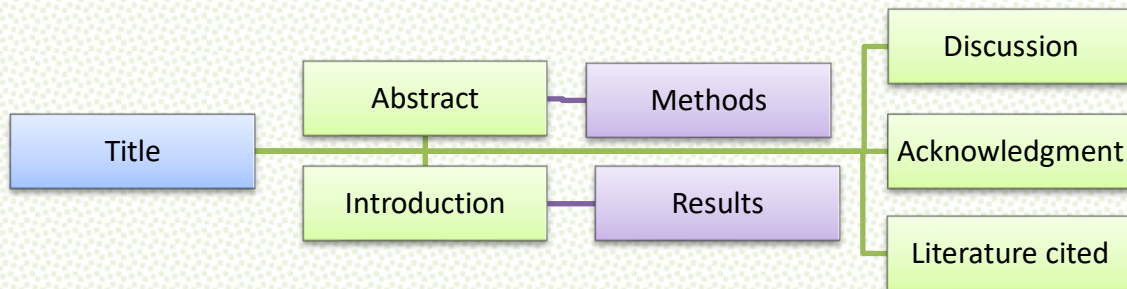 Title
Abstract
Methods
Introduction
Results
Discussion
Acknowledgment
Literature cited